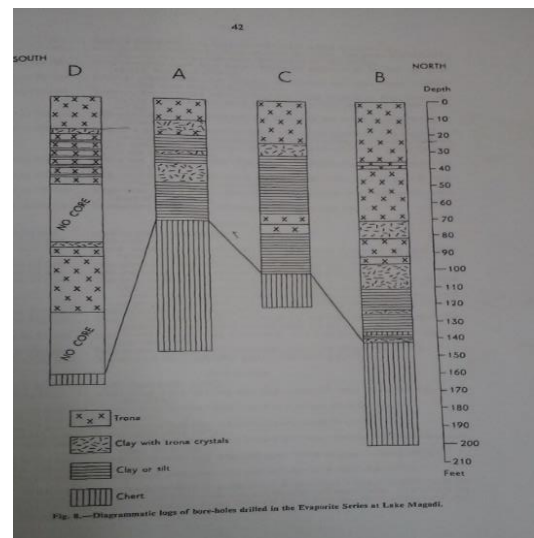 42
SOUTH
NORTH
D
A
C
B
Depth
0
10
20
30
40
50
60
70
80
90
100
110
120
130
140
150
160
170
180
190
200
210
Feet
NO CORE
NO CORE
Trona
Clay with trona crystals
Clay or silt
Chert
Fig. 8.—Diagrammatic logs of bore-holes drilled in the Evaporite Series at Lake Magadi.